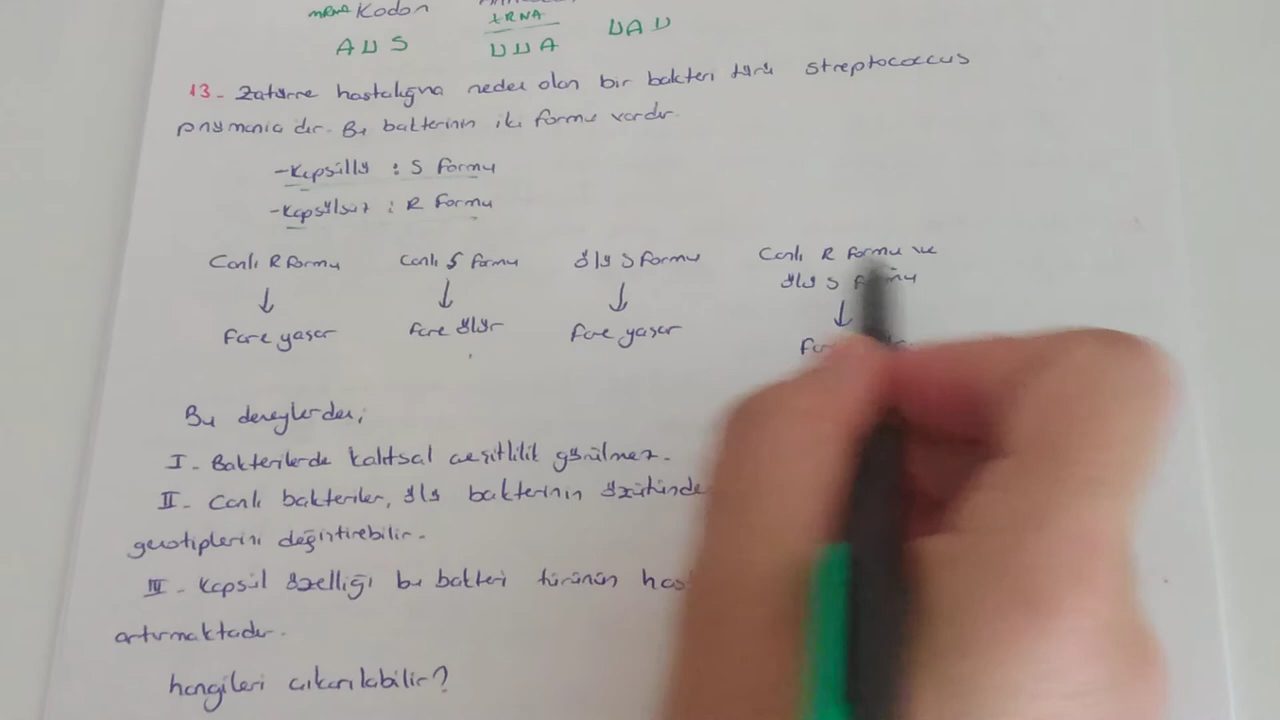 mRNA Kodon
tRNA
AUS UUA UAU
13- Zatürre hastalığına neden olan bir bakteri türü streptococcus
pnymonia dır. Bu bakterinin iki formu vardır.
-Kapsüllü : S formu
-Kapsülsüz : R formu
Canlı R formu Canlı S formu ölü S formu Canlı R formu ve
ölü S formu
Fare yaşar Fare ölür Fare yaşar
Bu deneylerden;
I - Bakterilerde kalıtsal çeşitlilik görülmez.
II - Canlı bakteriler, ölü bakterinin özütünde
genotiplerini değiştirebilir.
III - Kapsül özelliği bu bakteri türünün
artırmaktadır.
hangileri çıkarılabilir?